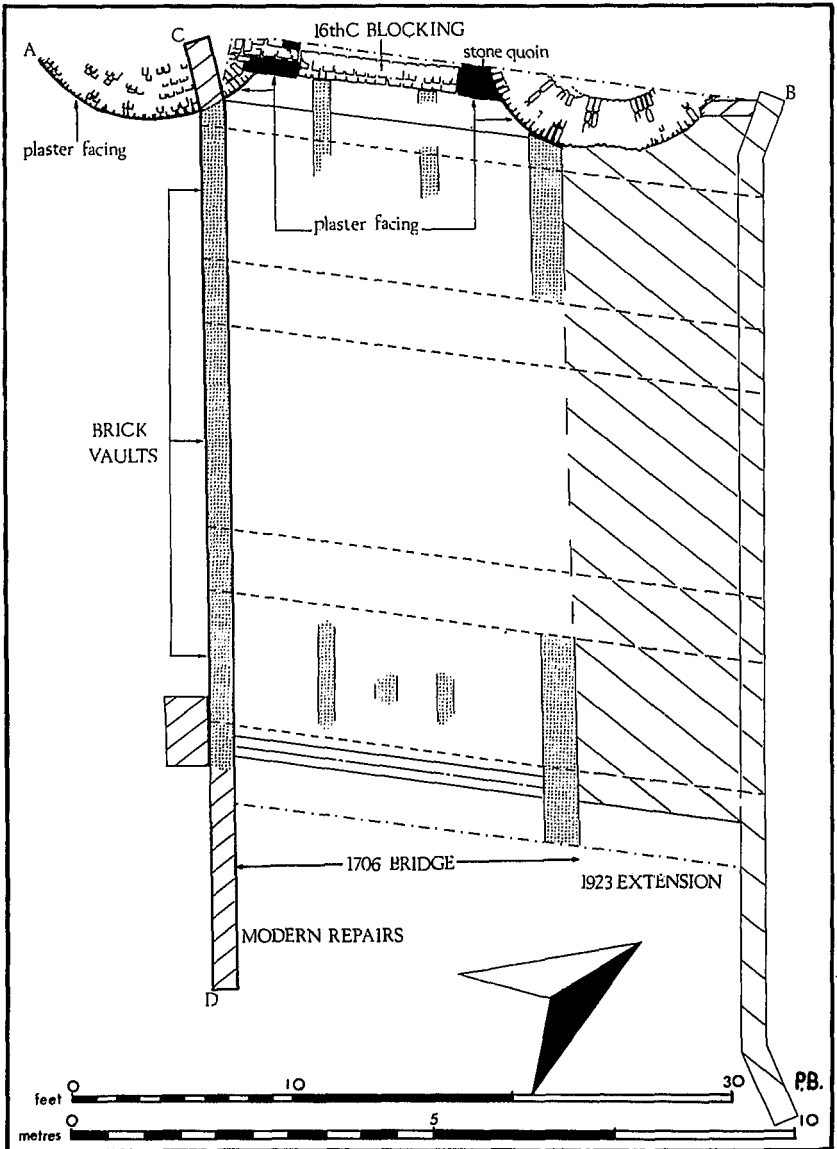 16thC BLOCKING
C
A
stone quoin
B
plaster facing
plaster facing
BRICK
VAULTS
1706 BRIDGE
1923 EXTENSION
MODERN REPAIRS
D
0 10 30 P.B.
feet
0 5 10
metres